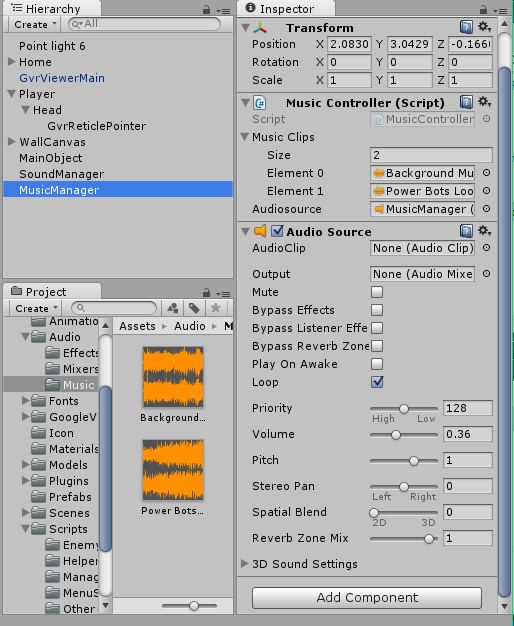 Hierarchy
Create
All
Point light 6
Home
GvrViewerMain
Player
Head
GvrReticlePointer
WallCanvas
MainObject
SoundManager
MusicManager
Project
Create
Animatio
Audio
Effects
Mixers
Music
Fonts
GoogleV
Icon
Materials
Models
Plugins
Prefabs
Scenes
Scripts
Enemy
Helper
Manag
MenuS
Other
Assets Audio M
Background...
Power Bots...
Inspector
Transform
Position X 2.0830 Y 3.0429 Z -0.1660
Rotation X 0 Y 0 Z 0
Scale X 1 Y 1 Z 1
Music Controller (Script)
Script MusicController
Music Clips
Size 2
Element 0 Background Mu
Element 1 Power Bots Loo
Audiosource MusicManager (
Audio Source
AudioClip None (Audio Clip)
Output None (Audio Mixe
Mute
Bypass Effects
Bypass Listener Effe
Bypass Reverb Zone
Play On Awake
Loop
Priority 128
High Low
Volume 0.36
Pitch 1
Stereo Pan 0
Left Right
Spatial Blend 0
2D 3D
Reverb Zone Mix 1
3D Sound Settings
Add Component